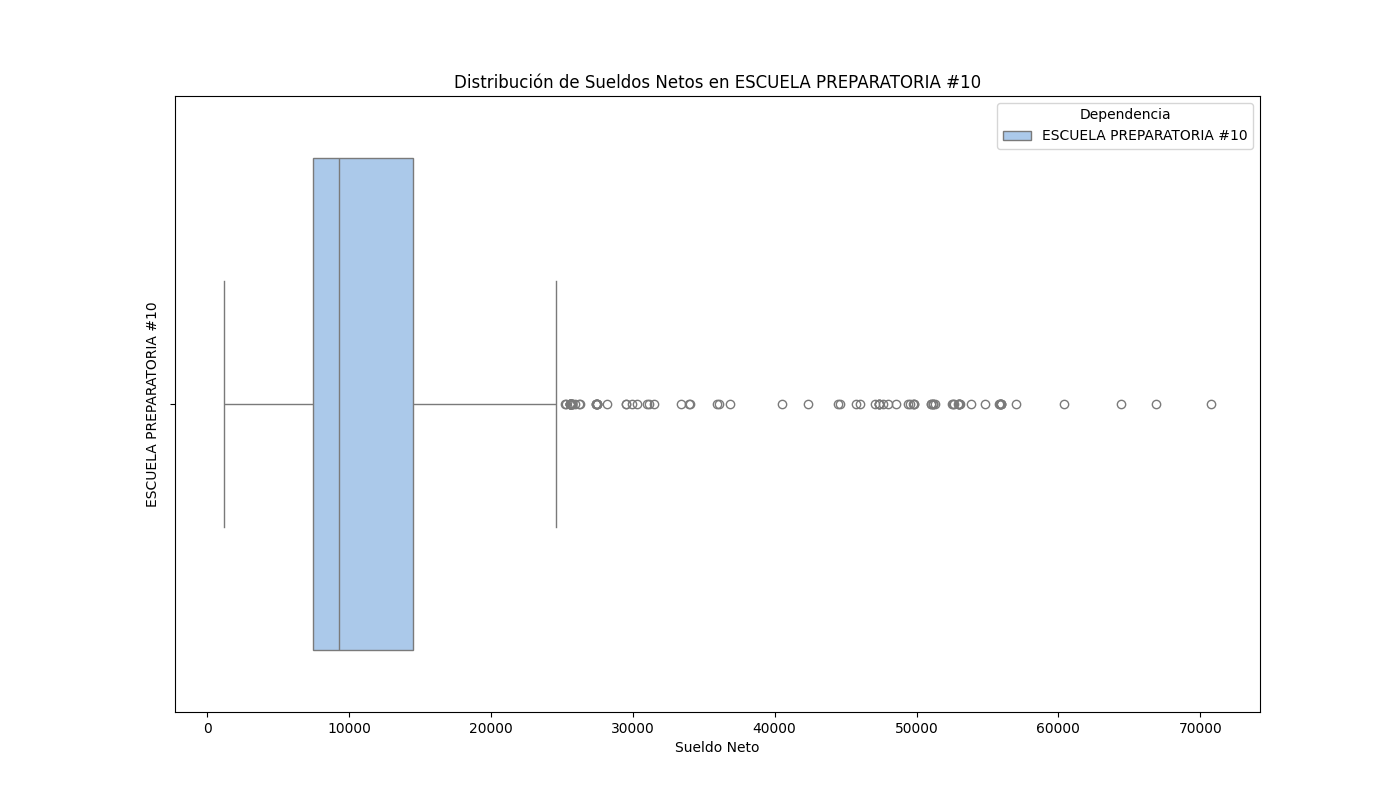 Distribución de Sueldos Netos en ESCUELA PREPARATORIA #10
Dependencia
ESCUELA PREPARATORIA #10
ESCUELA PREPARATORIA #10
0 10000 20000 30000 40000 50000 60000 70000
Sueldo Neto